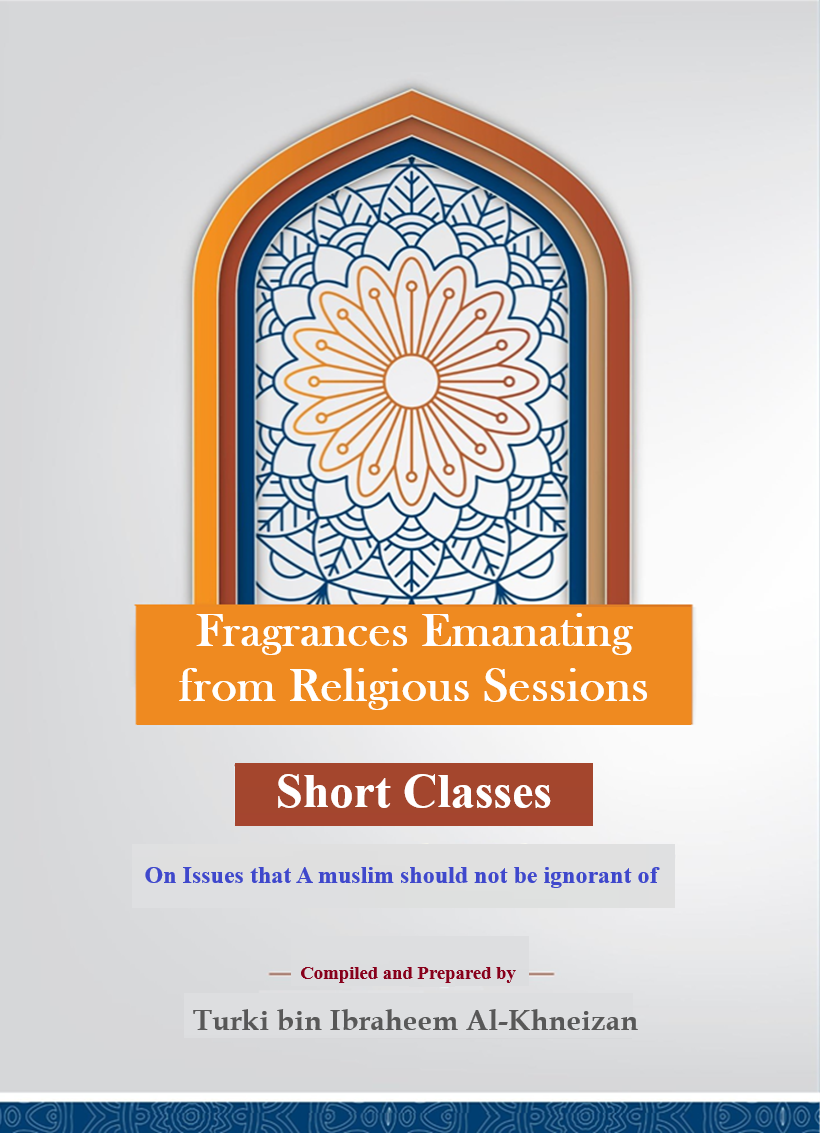 Fragrances Emanating
from Religious Sessions
Short Classes
On Issues that A muslim should not be ignorant of
Compiled and Prepared by
Turki bin Ibraheem Al-Khneizan